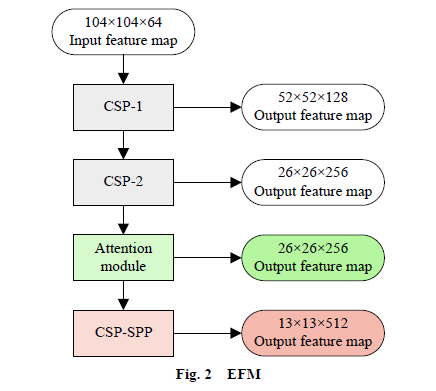 104×104×64
Input feature map
CSP-1
52×52×128
Output feature map
CSP-2
26×26×256
Output feature map
Attention
module
26×26×256
Output feature map
CSP-SPP
13×13×512
Output feature map
Fig. 2 EFM